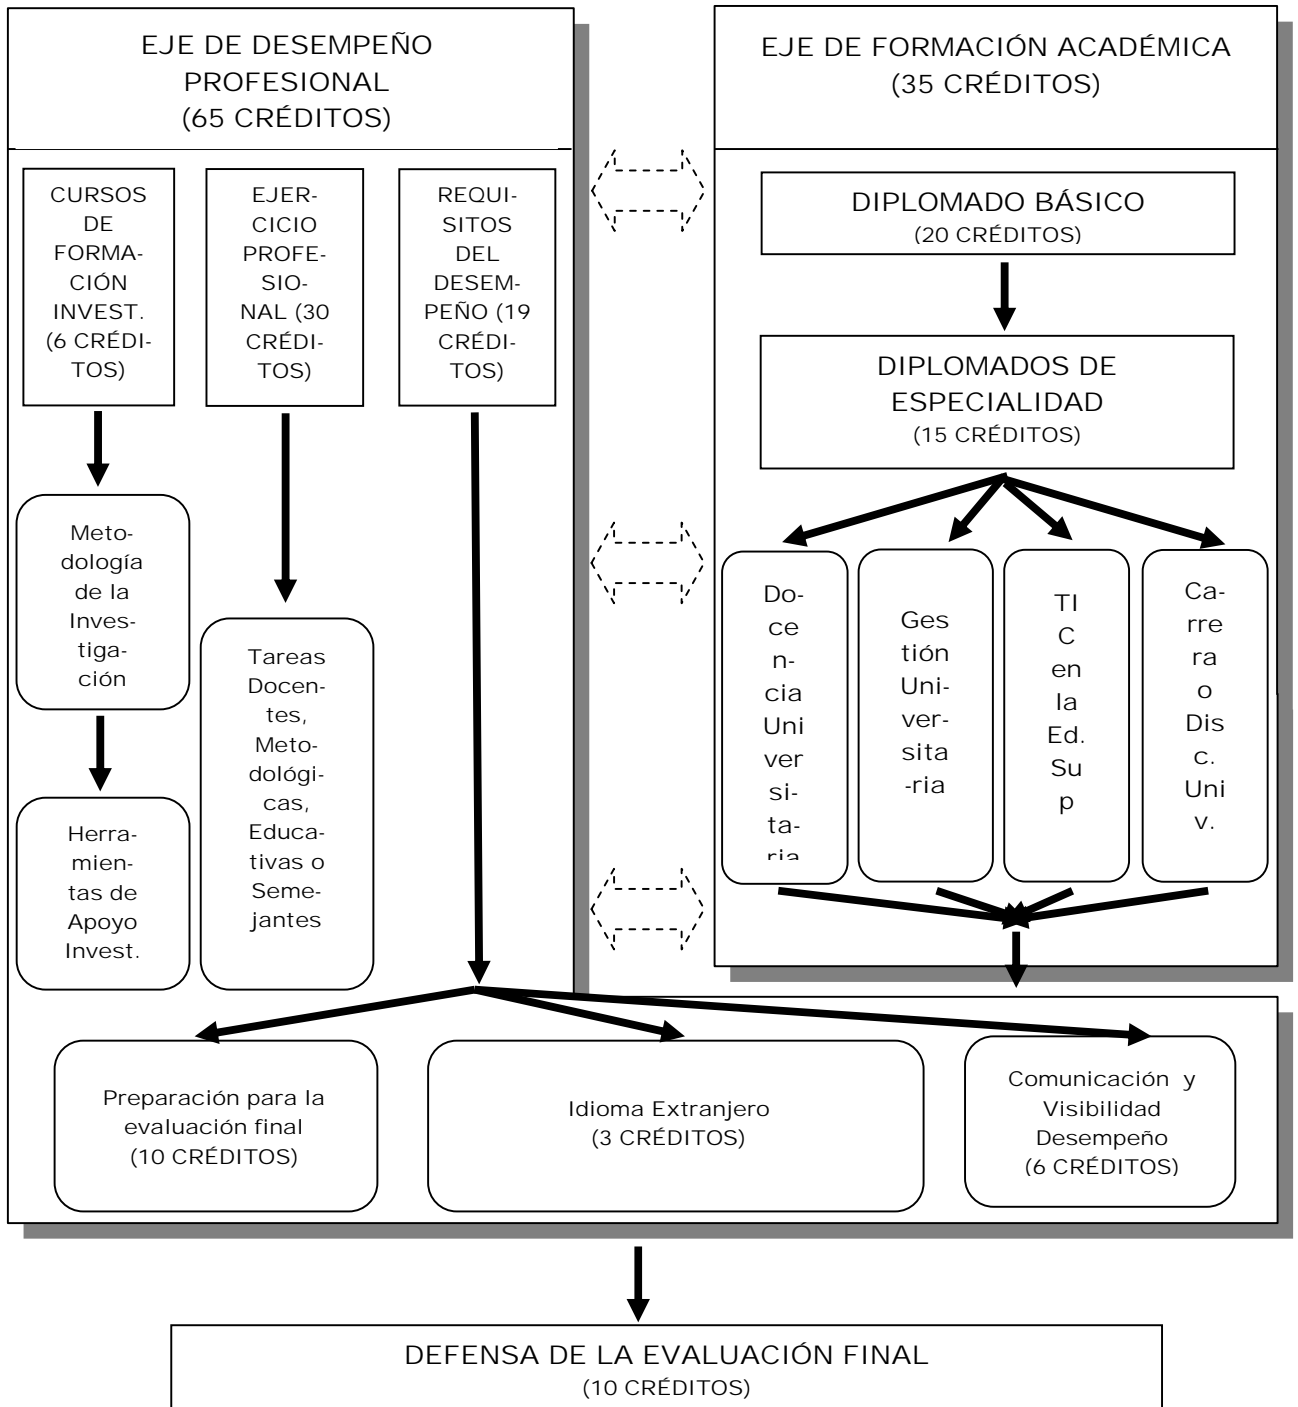 EJE DE DESEMPEÑO
PROFESIONAL
(65 CRÉDITOS)
EJE DE FORMACIÓN ACADÉMICA
(35 CRÉDITOS)
CURSOS
DE
FORMA-
CIÓN
INVEST.
(6 CRÉDI-
TOS)
EJER-
CICIO
PROFE-
SIO-
NAL (30
CRÉDI-
TOS)
REQUI-
SITOS
DEL
DESEM-
PEÑO (19
CRÉDI-
TOS)
DIPLOMADO BÁSICO
(20 CRÉDITOS)
DIPLOMADOS DE
ESPECIALIDAD
(15 CRÉDITOS)
Meto-
dología
de la
Inves-
tiga-
ción
Herra-
mien-
tas de
Apoyo
Invest.
Tareas
Docen-
tes,
Meto-
dológi-
cas,
Educa-
tivas o
Seme-
jantes
Do-
ce
n-
cia
Uni
ver
si-
ta-
ria
Ges
tión
Uni-
ver-
sita
-ria
TI
C
en
la
Ed.
Su
p
Ca-
rre
ra
o
Dis
c.
Uni
v.
Preparación para la
evaluación final
(10 CRÉDITOS)
Idioma Extranjero
(3 CRÉDITOS)
Comunicación y
Visibilidad
Desempeño
(6 CRÉDITOS)
DEFENSA DE LA EVALUACIÓN FINAL
(10 CRÉDITOS)